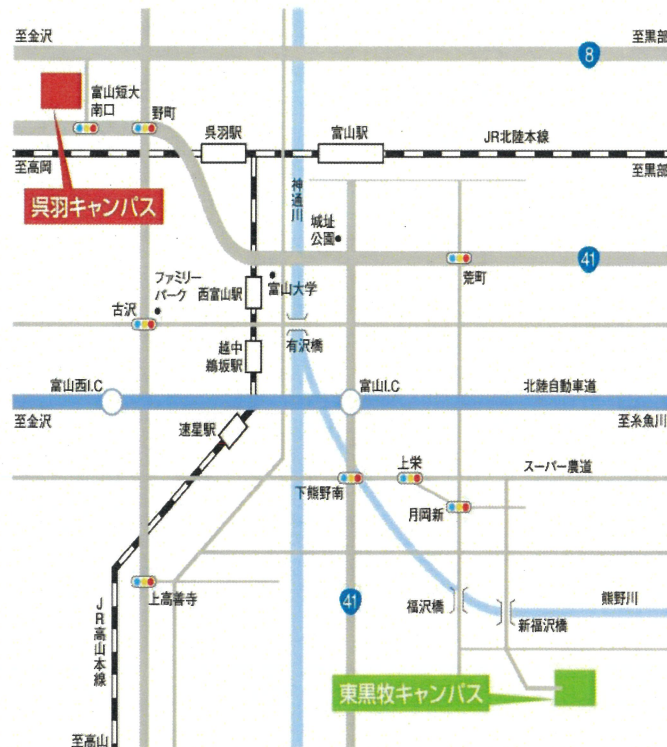 至金沢
至黒部
8
富山短大
南口
野町
呉羽駅
富山駅
JR北陸本線
至高岡
至黒部
呉羽キャンパス
神通川
城址
公園
41
荒町
ファミリー
パーク
西富山駅
富山大学
古沢
有沢橋
越中
鵜坂駅
富山西I.C
富山I.C
北陸自動車道
至金沢
至糸魚川
速星駅
上栄
スーパー農道
下熊野南
月岡新
上高善寺
JR高山本線
41
福沢橋
熊野川
新福沢橋
東黒牧キャンパス
至高山